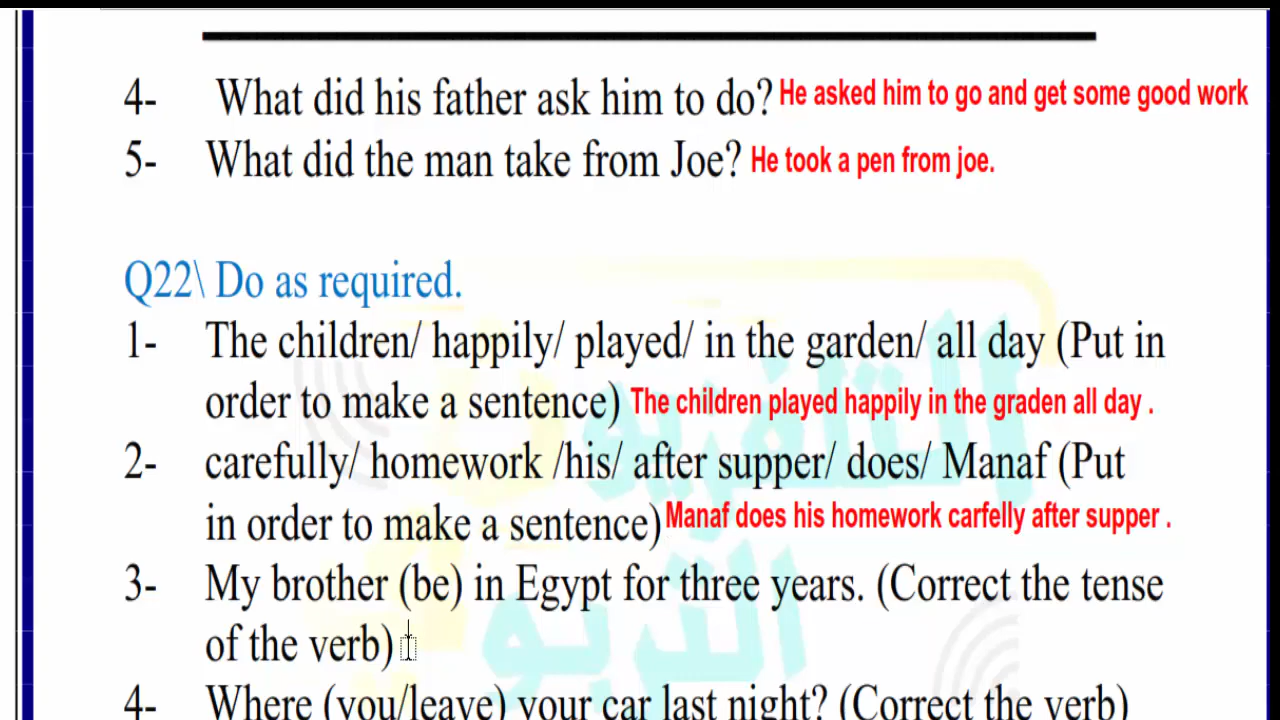 4- What did his father ask him to do? He asked him to go and get some good work
5- What did the man take from Joe? He took a pen from joe.
Q22\ Do as required.
1- The children/ happily/ played/ in the garden/ all day (Put in
order to make a sentence) The children played happily in the graden all day .
2- carefully/ homework /his/ after supper/ does/ Manaf (Put
in order to make a sentence) Manaf does his homework carfelly after supper .
3- My brother (be) in Egypt for three years. (Correct the tense
of the verb)
4- Where (you/leave) your car last night? (Correct the verb)
التلفزيون
التربوي